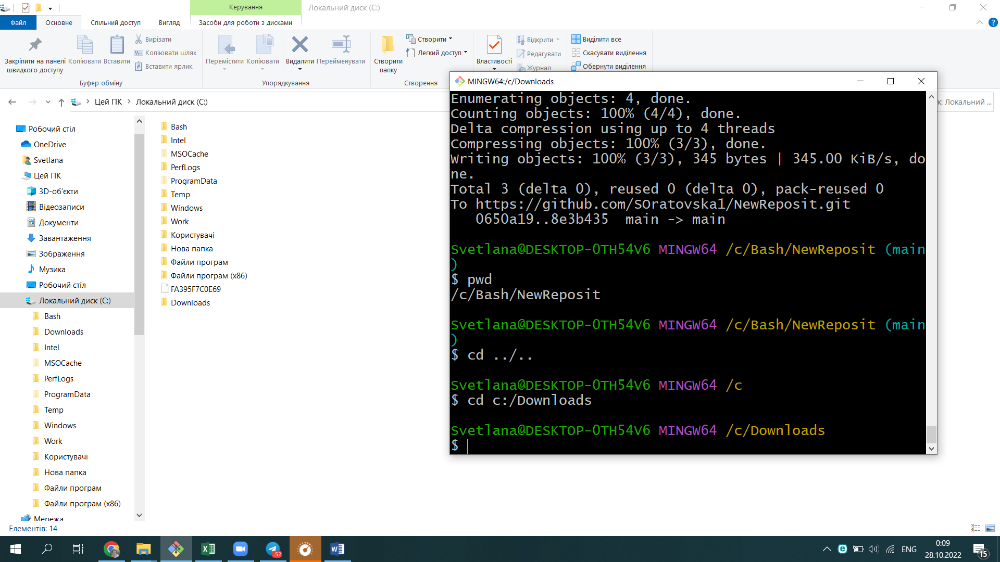 Керування
Локальний диск (C:)
Файл
Основне
Спільний доступ
Вигляд
Засоби для роботи з дисками
Закріпити на панелі швидкого доступу
Копіювати
Вставити
Вирізати
Копіювати шлях
Вставити ярлик
Буфер обміну
Перемістити
Копіювати
Видалити
Перейменувати
Упорядкування
Створити папку
Створити
Легкий доступ
Створення
Властивості
Відкрити
Редагувати
Журнал
Виділити все
Скасувати виділення
Обернути виділення
Цей ПК
Локальний диск (C:)
к: Локальний ...
Робочий стіл
OneDrive
Svetlana
Цей ПК
3D-об'єкти
Відеозаписи
Документи
Завантаження
Зображення
Музика
Робочий стіл
Локальний диск (C:)
Bash
Downloads
Intel
MSOCache
PerfLogs
ProgramData
Temp
Windows
Work
Користувачі
Нова папка
Файли програм
Файли програм (x86)
Мережа
Bash
Intel
MSOCache
PerfLogs
ProgramData
Temp
Windows
Work
Користувачі
Нова папка
Файли програм
Файли програм (x86)
FA395F7C0E69
Downloads
Елементів: 14
MINGW64:/c/Downloads
Enumerating objects: 4, done.
Counting objects: 100% (4/4), done.
Delta compression using up to 4 threads
Compressing objects: 100% (3/3), done.
Writing objects: 100% (3/3), 345 bytes | 345.00 KiB/s, do
ne.
Total 3 (delta 0), reused 0 (delta 0), pack-reused 0
To https://github.com/SOratovska1/NewReposit.git
0650a19..8e3b435  main -> main
Svetlana@DESKTOP-0TH54V6 MINGW64 /c/Bash/NewReposit (main
)
$ pwd
/c/Bash/NewReposit
Svetlana@DESKTOP-0TH54V6 MINGW64 /c/Bash/NewReposit (main
)
$ cd ../..
Svetlana@DESKTOP-0TH54V6 MINGW64 /c
$ cd c:/Downloads
Svetlana@DESKTOP-0TH54V6 MINGW64 /c/Downloads
$
..52
ENG
0:09
28.10.2022
15